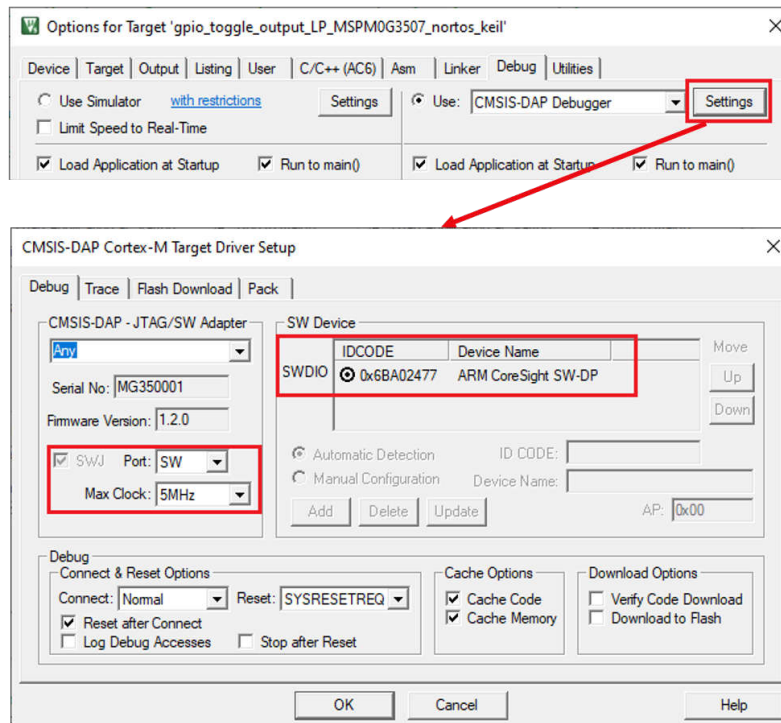 Options for Target 'gpio_toggle_output_LP_MSPM0G3507_nortos_keil'
Device | Target | Output | Listing | User | C/C++ (AC6) | Asm | Linker | Debug | Utilities
Use Simulator with restrictions Settings Use: CMSIS-DAP Debugger Settings
Limit Speed to Real-Time
Load Application at Startup Run to main() Load Application at Startup Run to main()
CMSIS-DAP Cortex-M Target Driver Setup
Debug | Trace | Flash Download | Pack
CMSIS-DAP - JTAG/SW Adapter SW Device
Any IDCODE Device Name Move
SWDIO 0x6BA02477 ARM CoreSight SW-DP Up
Serial No: MG350001
Firmware Version: 1.2.0 Down
SWJ Port: SW Automatic Detection ID CODE:
Max Clock: 5MHz Manual Configuration Device Name:
Add Delete Update AP: 0x00
Debug
Connect & Reset Options Cache Options Download Options
Connect: Normal Reset: SYSRESETREQ Cache Code Verify Code Download
Reset after Connect Cache Memory Download to Flash
Log Debug Accesses Stop after Reset
OK Cancel Help